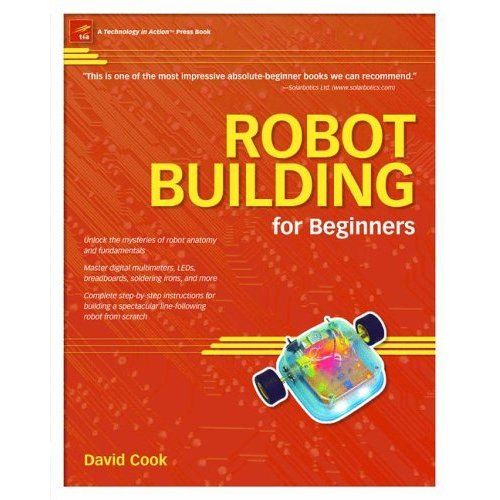 tia
A Technology in Action™ Press Book
"This is one of the most impressive absolute-beginner books we can recommend."
—Solarbotics Ltd. (www.solarbotics.com)
ROBOT
BUILDING
for Beginners
Unlock the mysteries of robot anatomy
and fundamentals
Master digital multimeters, LEDs,
breadboards, soldering irons, and more
Complete step-by-step instructions for
building a spectacular line-following
robot from scratch
David Cook